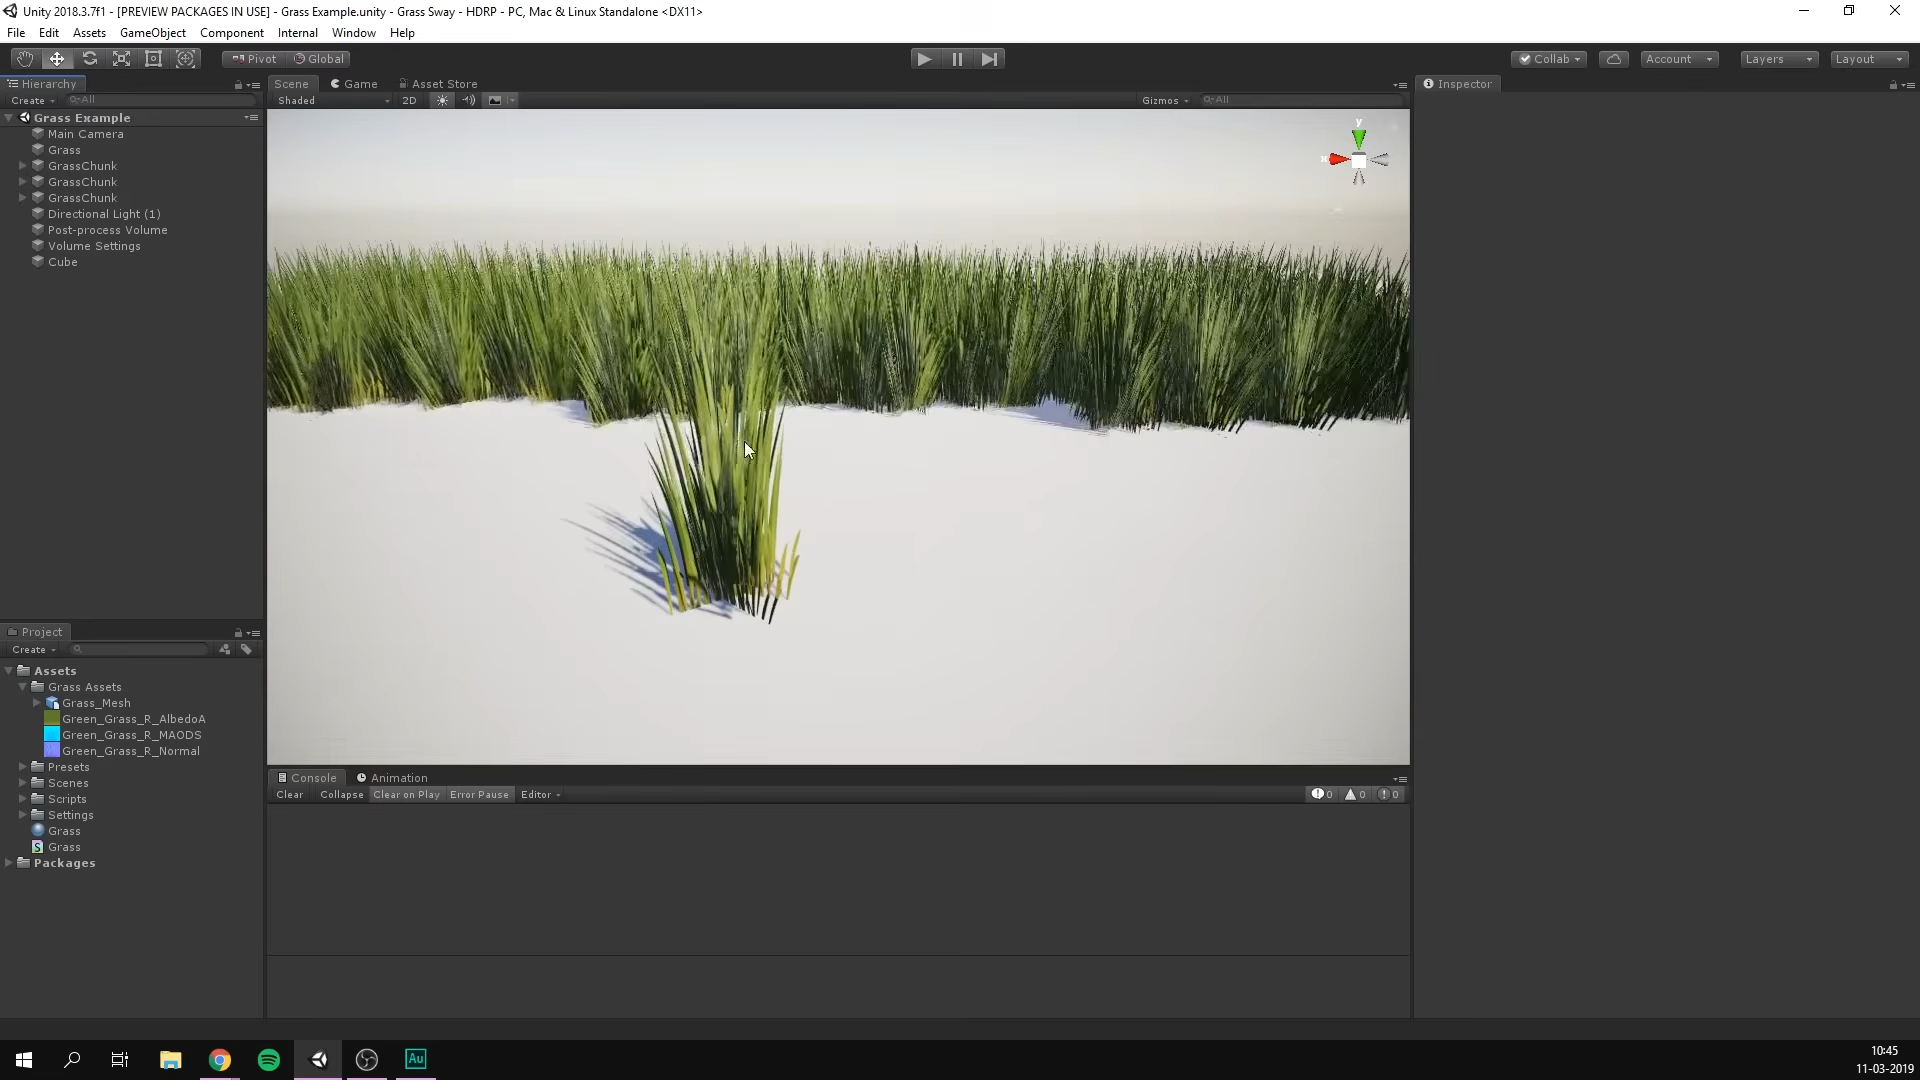 Unity 2018.3.7f1 - [PREVIEW PACKAGES IN USE] - Grass Example.unity - Grass Sway - HDRP - PC, Mac & Linux Standalone <DX11>
File Edit Assets GameObject Component Internal Window Help
Pivot Global Collab Account Layers Layout
Hierarchy
Create All
Grass Example
Main Camera
Grass
GrassChunk
GrassChunk
GrassChunk
Directional Light (1)
Post-process Volume
Volume Settings
Cube
Scene Game Asset Store
Shaded 2D Gizmos All
y
x
Inspector
Project
Create
Assets
Grass Assets
Grass_Mesh
Green_Grass_R_AlbedoA
Green_Grass_R_MAODS
Green_Grass_R_Normal
Presets
Scenes
Scripts
Settings
Grass
Grass
Packages
Console Animation
Clear Collapse Clear on Play Error Pause Editor 0 0 0
Au
10:45
11-03-2019